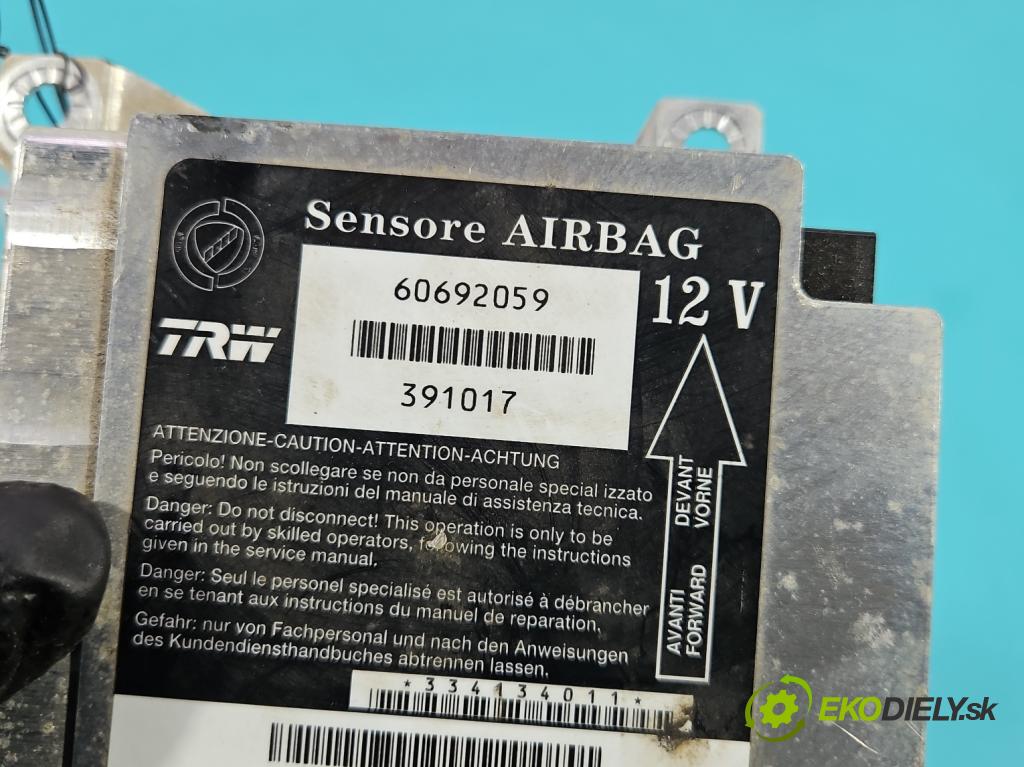 Sensore AIRBAG
60692059
12 V
TRW
391017
ATTENZIONE-CAUTION-ATTENTION-ACHTUNG
Pericolo! Non scollegare se non da personale special izzato
e seguendo le istruzioni del manuale di assistenza tecnica.
Danger: Do not disconnect! This operation is only to be
carried out by skilled operators, following the instructions
given in the service manual.
Danger: Seul le personel specialisé est autorisé à débrancher
en se tenant aux instructions du manuel de reparation.
Gefahr: nur von Fachpersonal und nach den Anweisungen
des Kundendiensthandbuches abtrennen lassen.
AVANTI DEVANT
FORWARD VORNE
*334134011*
EKODIELY.sk